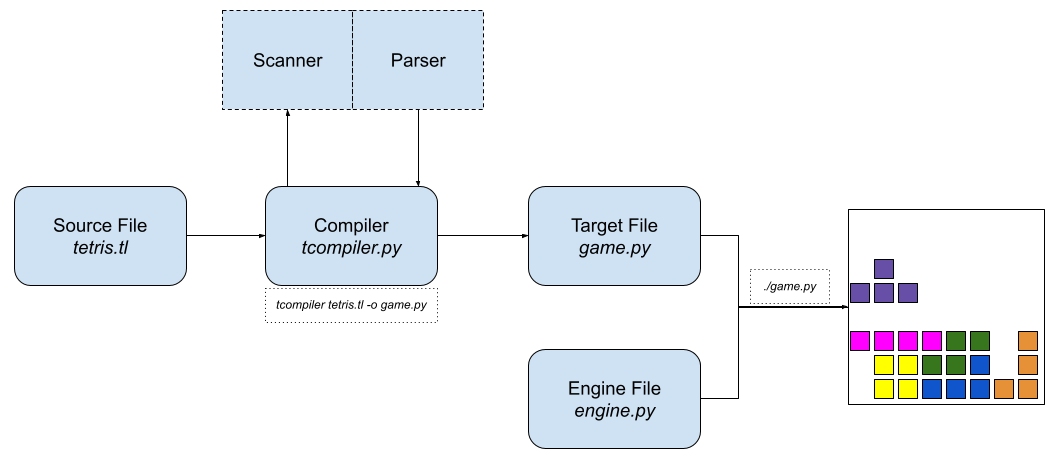 Scanner
Parser
Source File
tetris.tl
Compiler
tcompiler.py
tcompiler tetris.tl -o game.py
Target File
game.py
./game.py
Engine File
engine.py